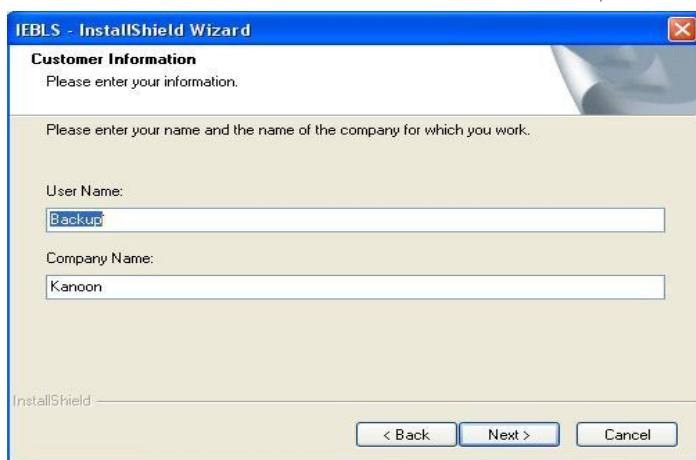 IEBLS - InstallShield Wizard
Customer Information
Please enter your information.
Please enter your name and the name of the company for which you work.
User Name:
Backup
Company Name:
Kanoon
InstallShield
< Back Next > Cancel